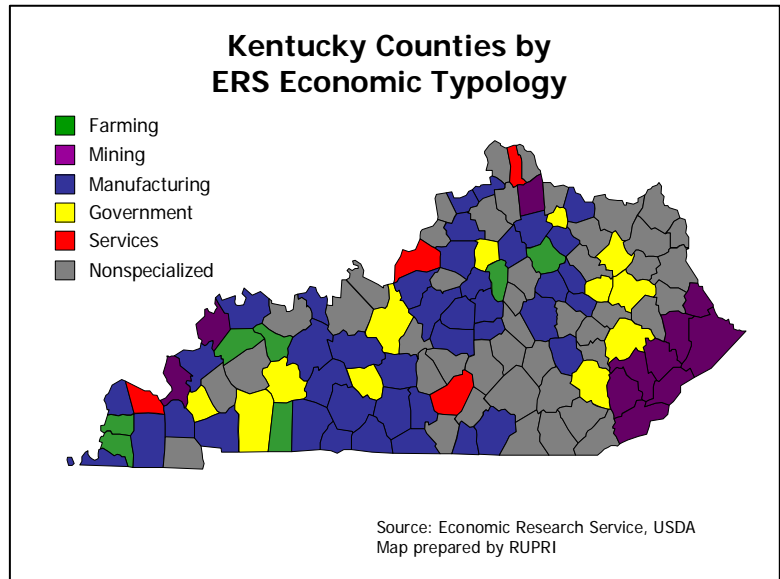 Kentucky Counties by
ERS Economic Typology
Farming
Mining
Manufacturing
Government
Services
Nonspecialized
Source: Economic Research Service, USDA
Map prepared by RUPRI